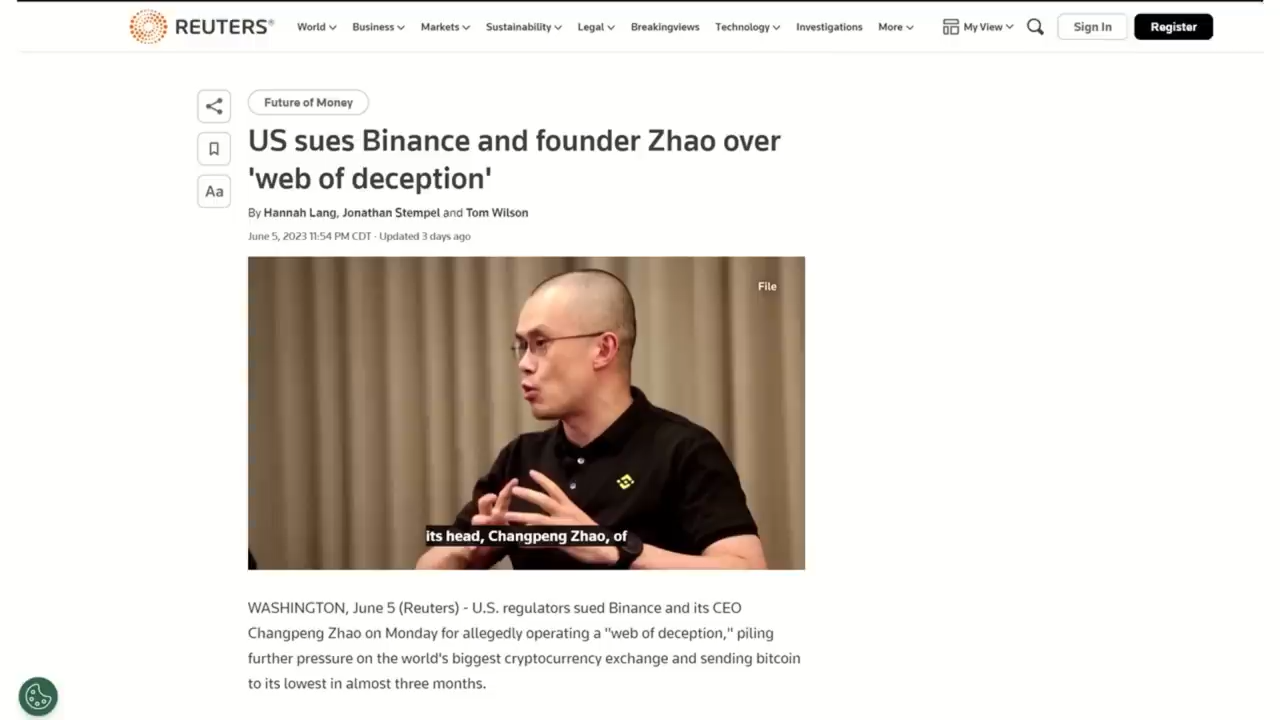 REUTERS®
World Business Markets Sustainability Legal Breakingviews Technology Investigations More My View Sign In Register
Future of Money
US sues Binance and founder Zhao over
'web of deception'
Aa
By Hannah Lang, Jonathan Stempel and Tom Wilson
June 5, 2023 11:54 PM CDT · Updated 3 days ago
File
its head, Changpeng Zhao, of
WASHINGTON, June 5 (Reuters) - U.S. regulators sued Binance and its CEO
Changpeng Zhao on Monday for allegedly operating a "web of deception," piling
further pressure on the world's biggest cryptocurrency exchange and sending bitcoin
to its lowest in almost three months.